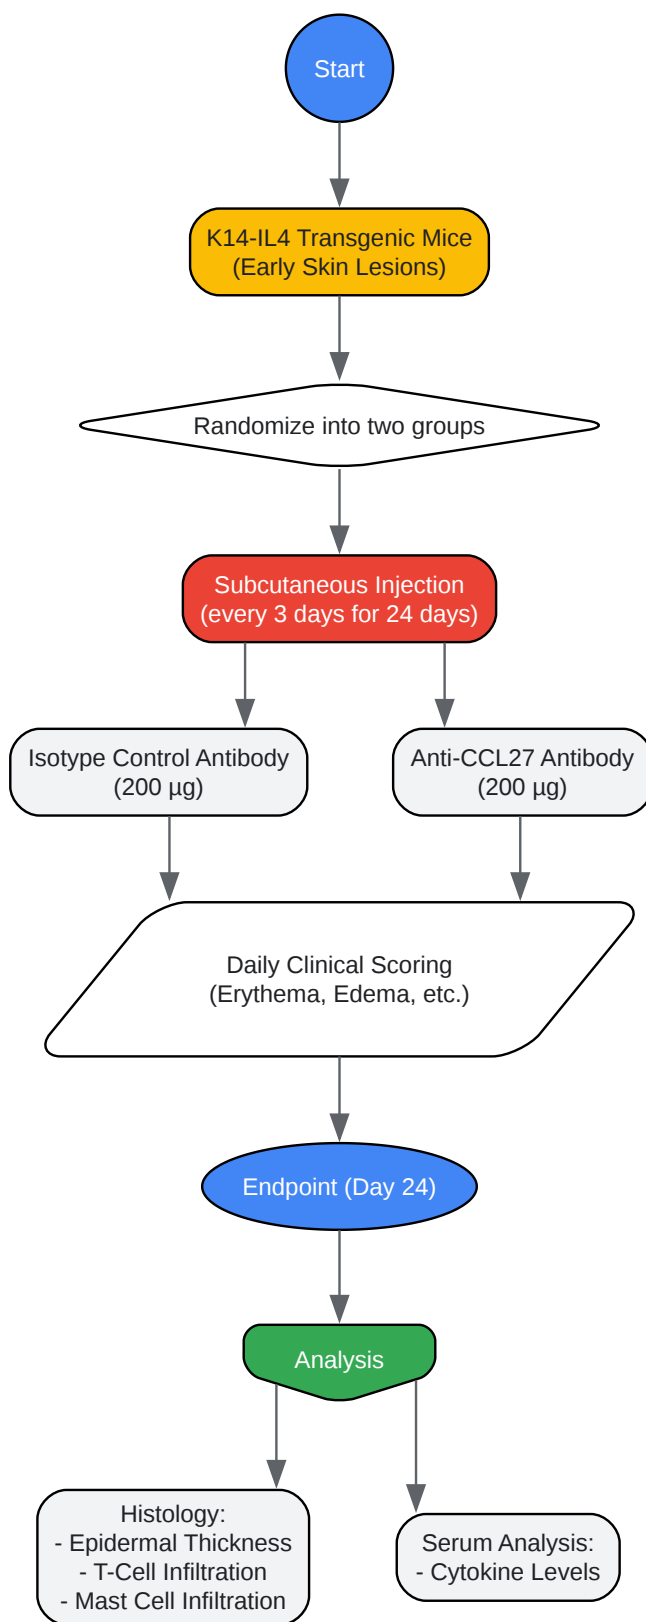 Start
K14-IL4 Transgenic Mice
(Early Skin Lesions)
Randomize into two groups
Subcutaneous Injection
(every 3 days for 24 days)
Isotype Control Antibody
(200 µg)
Anti-CCL27 Antibody
(200 µg)
Daily Clinical Scoring
(Erythema, Edema, etc.)
Endpoint (Day 24)
Analysis
Histology:
- Epidermal Thickness
- T-Cell Infiltration
- Mast Cell Infiltration
Serum Analysis:
- Cytokine Levels